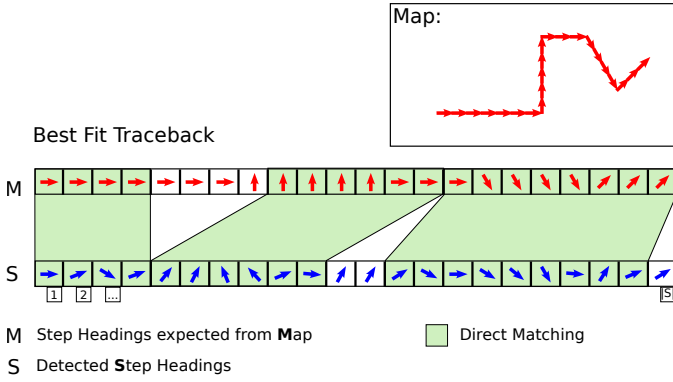 Map:
Best Fit Traceback
M
S
1 2 ... |S|
M Step Headings expected from Map
Direct Matching
S Detected Step Headings